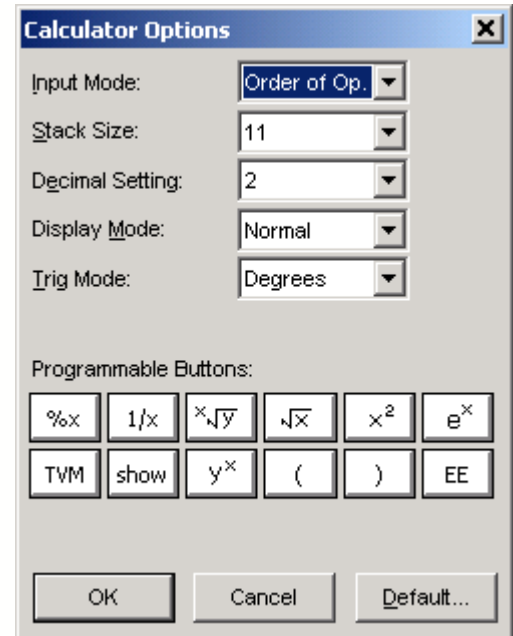 Calculator Options
Input Mode: Order of Op.
Stack Size: 11
Decimal Setting: 2
Display Mode: Normal
Trig Mode: Degrees
Programmable Buttons:
%x 1/x ˣ√y √x x² eˣ
TVM show yˣ ( ) EE
OK Cancel Default...